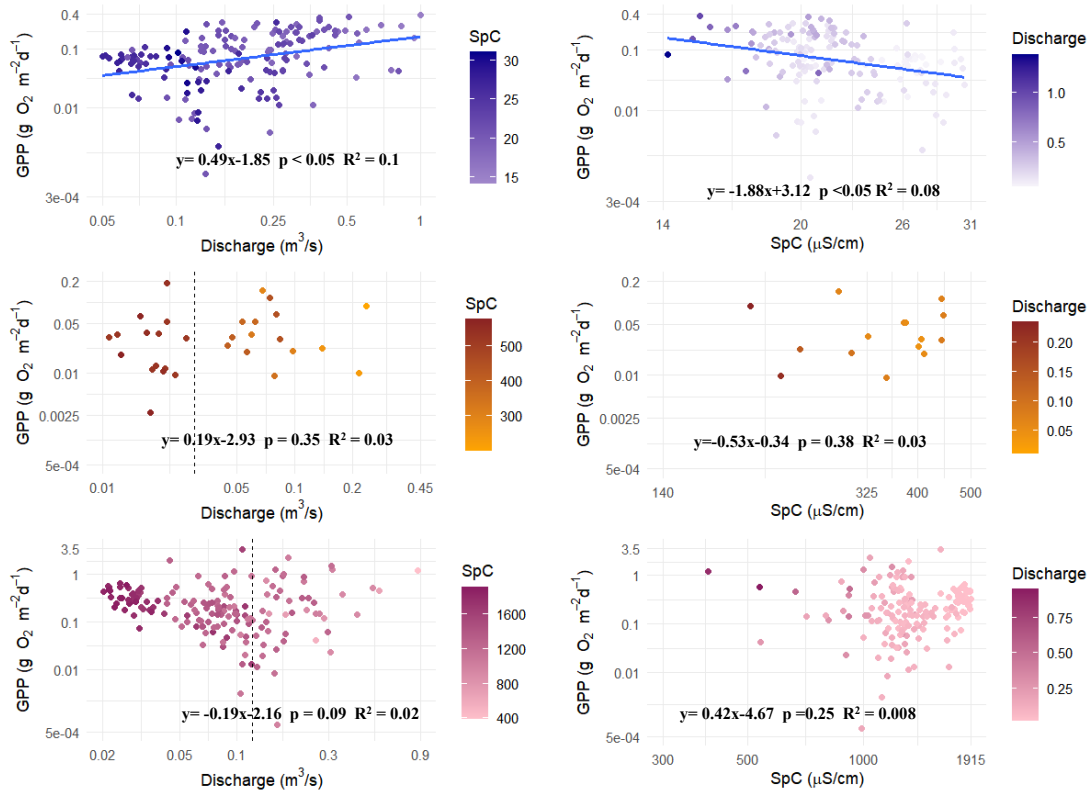 GPP (g O₂ m⁻²d⁻¹)
0.4
0.1
0.01
3e-04
y= 0.49x-1.85 p < 0.05 R² = 0.1
0.05 0.1 0.25 0.5 1
Discharge (m³/s)
SpC
30
25
20
15
GPP (g O₂ m⁻²d⁻¹)
0.4
0.1
0.01
3e-04
y= -1.88x+3.12 p <0.05 R² = 0.08
14 20 26 31
SpC (μS/cm)
Discharge
1.0
0.5
GPP (g O₂ m⁻²d⁻¹)
0.2
0.05
0.01
0.0025
5e-04
y= 0.19x-2.93 p = 0.35 R² = 0.03
0.01 0.05 0.1 0.2 0.45
Discharge (m³/s)
SpC
500
400
300
GPP (g O₂ m⁻²d⁻¹)
0.2
0.05
0.01
0.0025
5e-04
y=-0.53x-0.34 p = 0.38 R² = 0.03
140 325 400 500
SpC (μS/cm)
Discharge
0.20
0.15
0.10
0.05
GPP (g O₂ m⁻²d⁻¹)
3.5
1
0.1
0.01
5e-04
y= -0.19x-2.16 p = 0.09 R² = 0.02
0.02 0.1 0.3 0.9
Discharge (m³/s)
SpC
1600
1200
800
400
GPP (g O₂ m⁻²d⁻¹)
3.5
1
0.1
0.01
5e-04
y= 0.42x-4.67 p =0.25 R² = 0.008
300 500 1000 1915
SpC (μS/cm)
Discharge
0.75
0.50
0.25